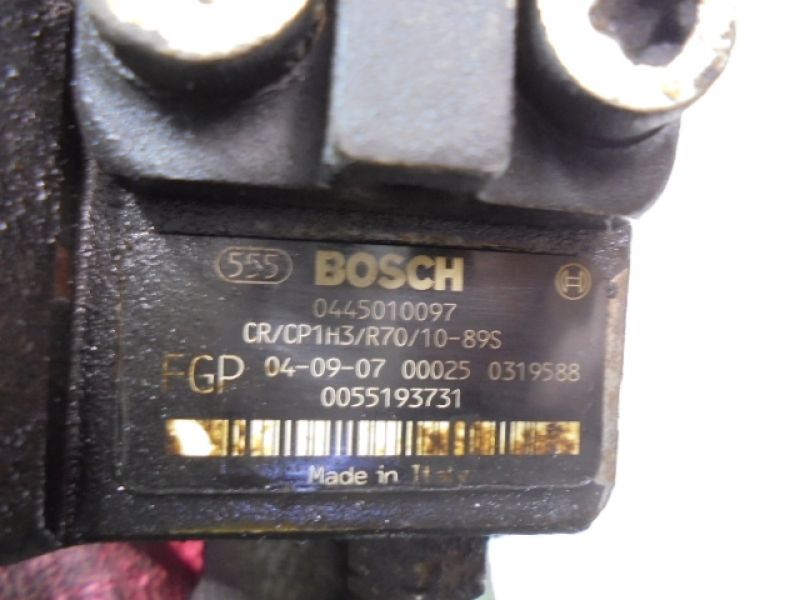 555 BOSCH
0445010097
CR/CP1H3/R70/10-89S
FGP 04-09-07 00025 0319588
0055193731
Made in Italy